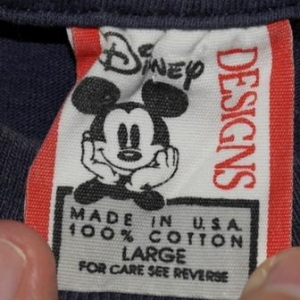 Disney
DESIGNS
MADE IN U.S.A.
100% COTTON
LARGE
FOR CARE SEE REVERSE